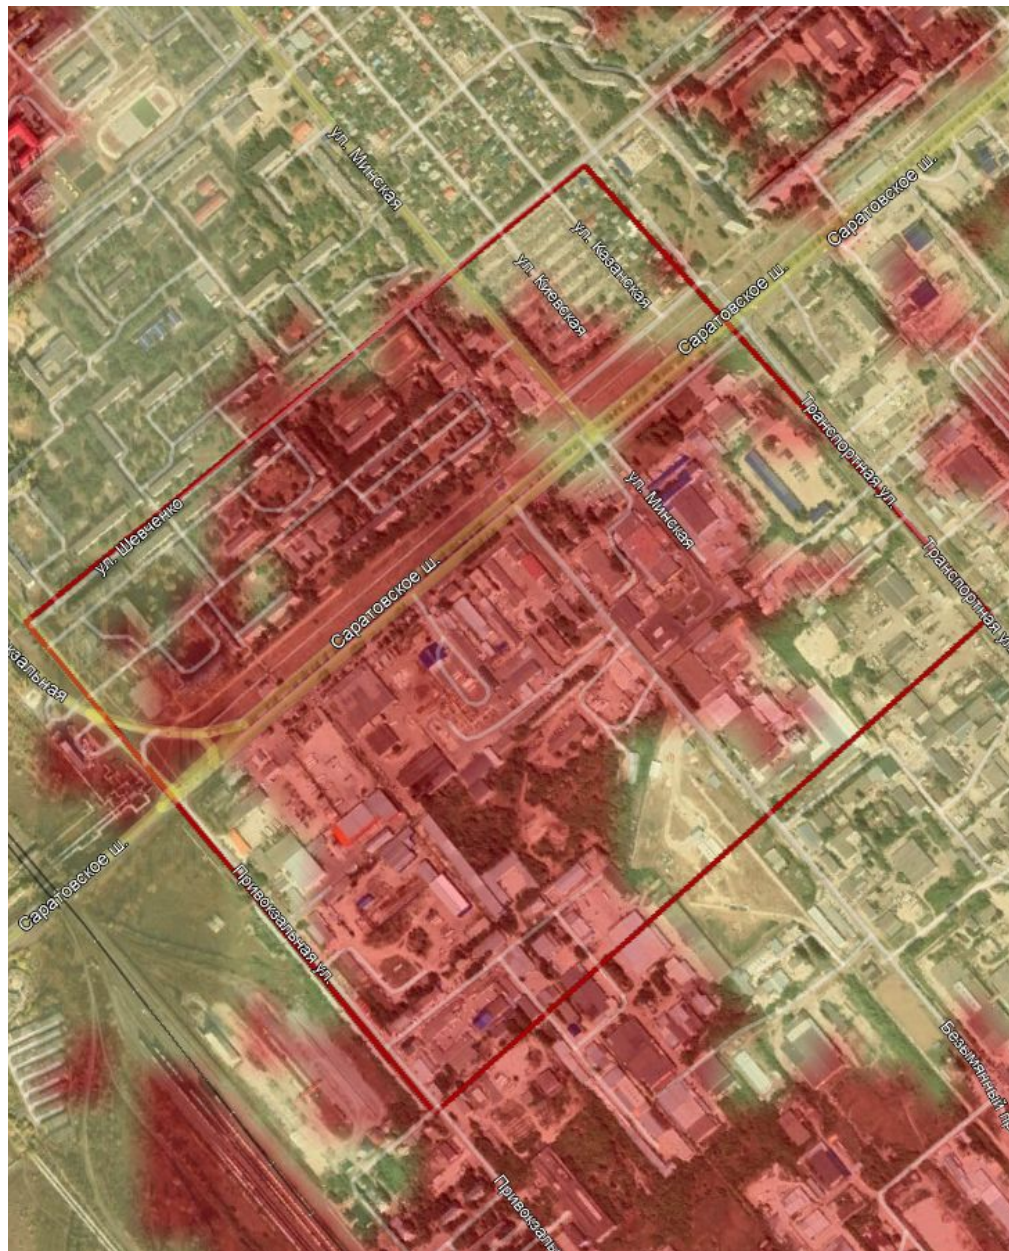 ул. Минская
Саратовское ш.
ул. Казанская
ул. Киевская
Саратовское ш.
Транспортная ул.
ул. Минская
ул. Шевченко
Транспортная ул.
Саратовское ш.
Саратовское ш.
Привокзальная ул.